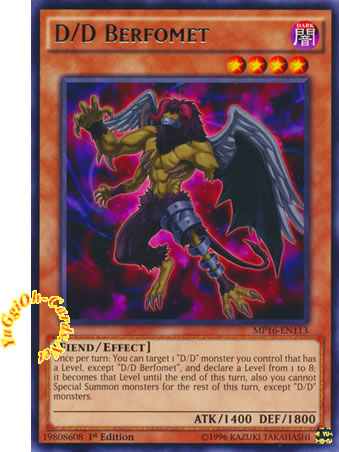 D/D BERFOMET
DARK
闇
MP16-EN113
[FIEND/EFFECT]
Once per turn: You can target 1 "D/D" monster you control that
has a Level, except "D/D Berfomet", and declare a Level from 1 to 8;
it becomes that Level until the end of this turn, also you cannot
Special Summon monsters for the rest of this turn, except "D/D"
monsters.
ATK/1400 DEF/1800
19808608 1st Edition ©1996 KAZUKI TAKAHASHI